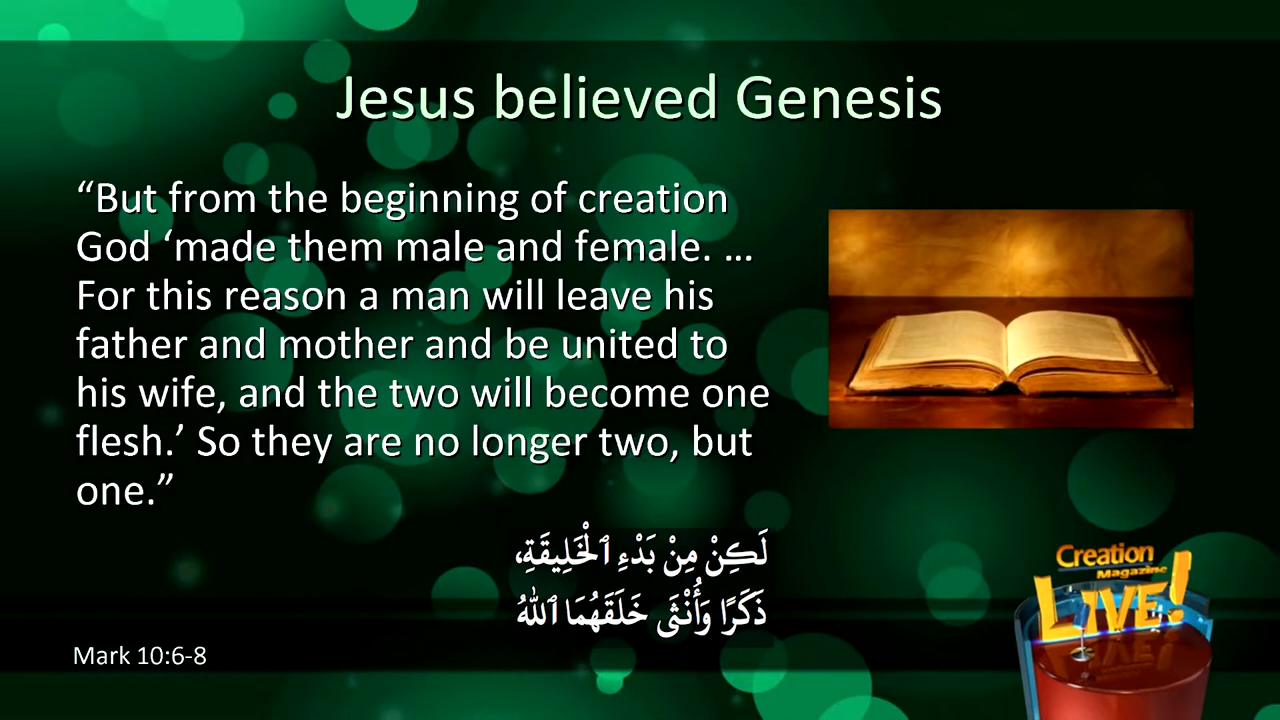 Jesus believed Genesis
“But from the beginning of creation
God ‘made them male and female. ...
For this reason a man will leave his
father and mother and be united to
his wife, and the two will become one
flesh.’ So they are no longer two, but
one.”
لَكِنْ مِنْ بَدْءِ ٱلْخَلِيقَةِ،
ذَكَرًا وَأُنْثَى خَلَقَهُمَا ٱللهُ
Mark 10:6-8
Creation
Magazine
LIVE!